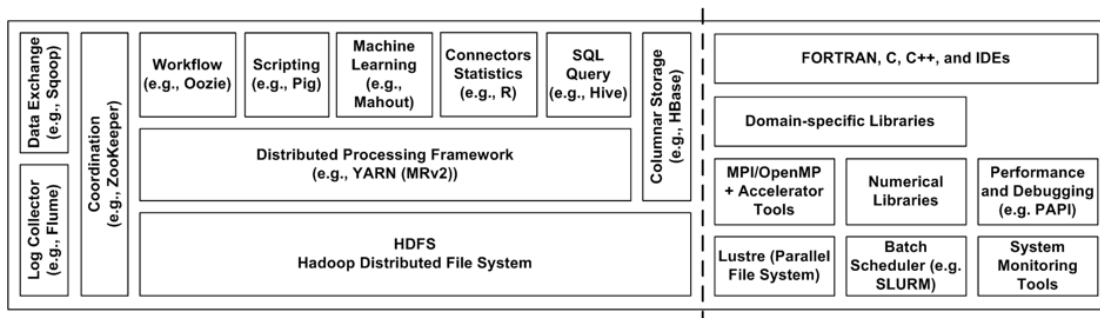 Data Exchange
(e.g., Sqoop)
Log Collector
(e.g., Flume)
Coordination
(e.g., ZooKeeper)
Workflow
(e.g., Oozie)
Scripting
(e.g., Pig)
Machine
Learning
(e.g.,
Mahout)
Connectors
Statistics
(e.g., R)
SQL
Query
(e.g., Hive)
Distributed Processing Framework
(e.g., YARN (MRv2))
Columnar Storage
(e.g., HBase)
HDFS
Hadoop Distributed File System
FORTRAN, C, C++, and IDEs
Domain-specific Libraries
MPI/OpenMP
+ Accelerator
Tools
Numerical
Libraries
Performance
and Debugging
(e.g. PAPI)
Lustre (Parallel
File System)
Batch
Scheduler (e.g.
SLURM)
System
Monitoring
Tools